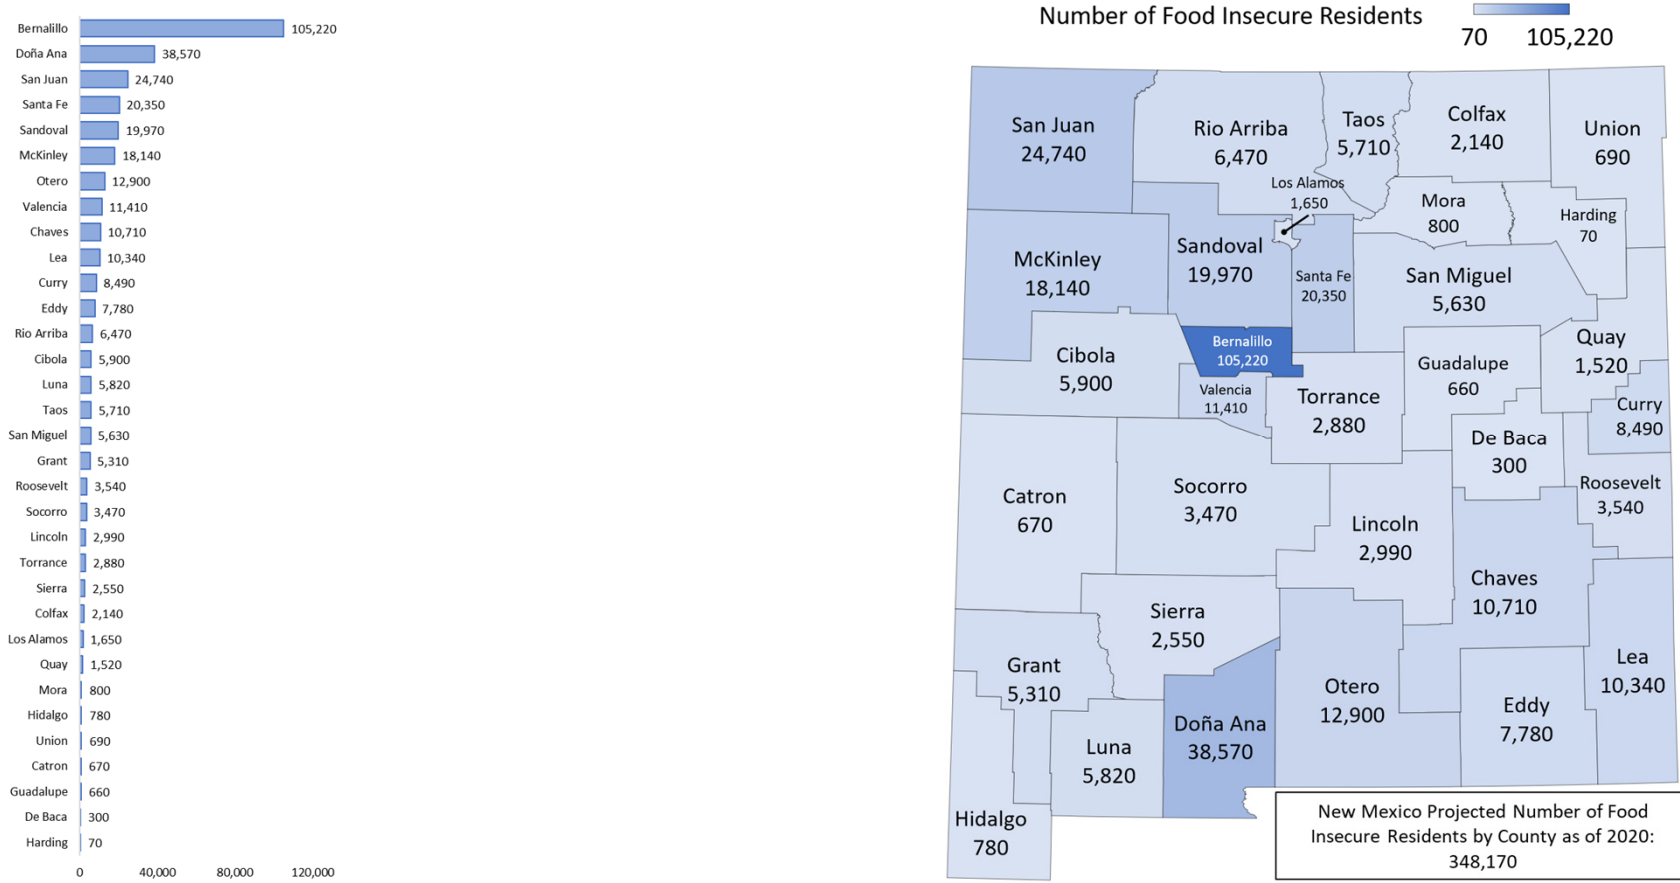 Bernalillo 105,220
Doña Ana 38,570
San Juan 24,740
Santa Fe 20,350
Sandoval 19,970
McKinley 18,140
Otero 12,900
Valencia 11,410
Chaves 10,710
Lea 10,340
Curry 8,490
Eddy 7,780
Rio Arriba 6,470
Cibola 5,900
Luna 5,820
Taos 5,710
San Miguel 5,630
Grant 5,310
Roosevelt 3,540
Socorro 3,470
Lincoln 2,990
Torrance 2,880
Sierra 2,550
Colfax 2,140
Los Alamos 1,650
Quay 1,520
Mora 800
Hidalgo 780
Union 690
Catron 670
Guadalupe 660
De Baca 300
Harding 70
0 40,000 80,000 120,000
Number of Food Insecure Residents
70 105,220
San Juan
24,740
Rio Arriba
6,470
Taos
5,710
Colfax
2,140
Union
690
Los Alamos
1,650
Mora
800
Harding
70
McKinley
18,140
Sandoval
19,970
Santa Fe
20,350
San Miguel
5,630
Cibola
5,900
Bernalillo
105,220
Valencia
11,410
Torrance
2,880
Guadalupe
660
Quay
1,520
Curry
8,490
De Baca
300
Roosevelt
3,540
Catron
670
Socorro
3,470
Lincoln
2,990
Chaves
10,710
Sierra
2,550
Grant
5,310
Otero
12,900
Lea
10,340
Eddy
7,780
Doña Ana
38,570
Luna
5,820
Hidalgo
780
New Mexico Projected Number of Food
Insecure Residents by County as of 2020:
348,170